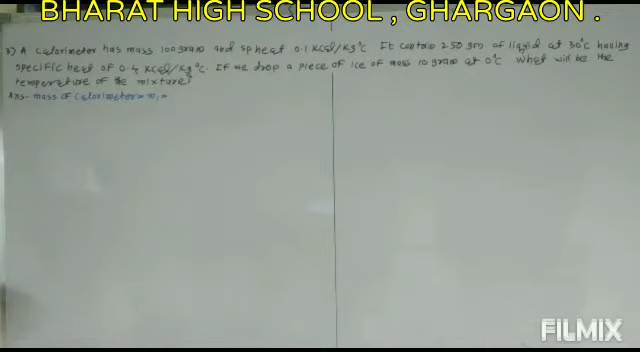 BHARAT HIGH SCHOOL , GHARGAON .
3) A calorimeter has mass 100 gram and sp heat 0.1 kcal/kg°C It contain 250 gm of liquid at 30°C having
specific heat of 0.4 kcal/kg°C. If we drop a piece of ice of mass 10 gram at 0°C What will be the
temperature of the mixture?
Ans- mass of calorimeter = m₁ =
FILMIX